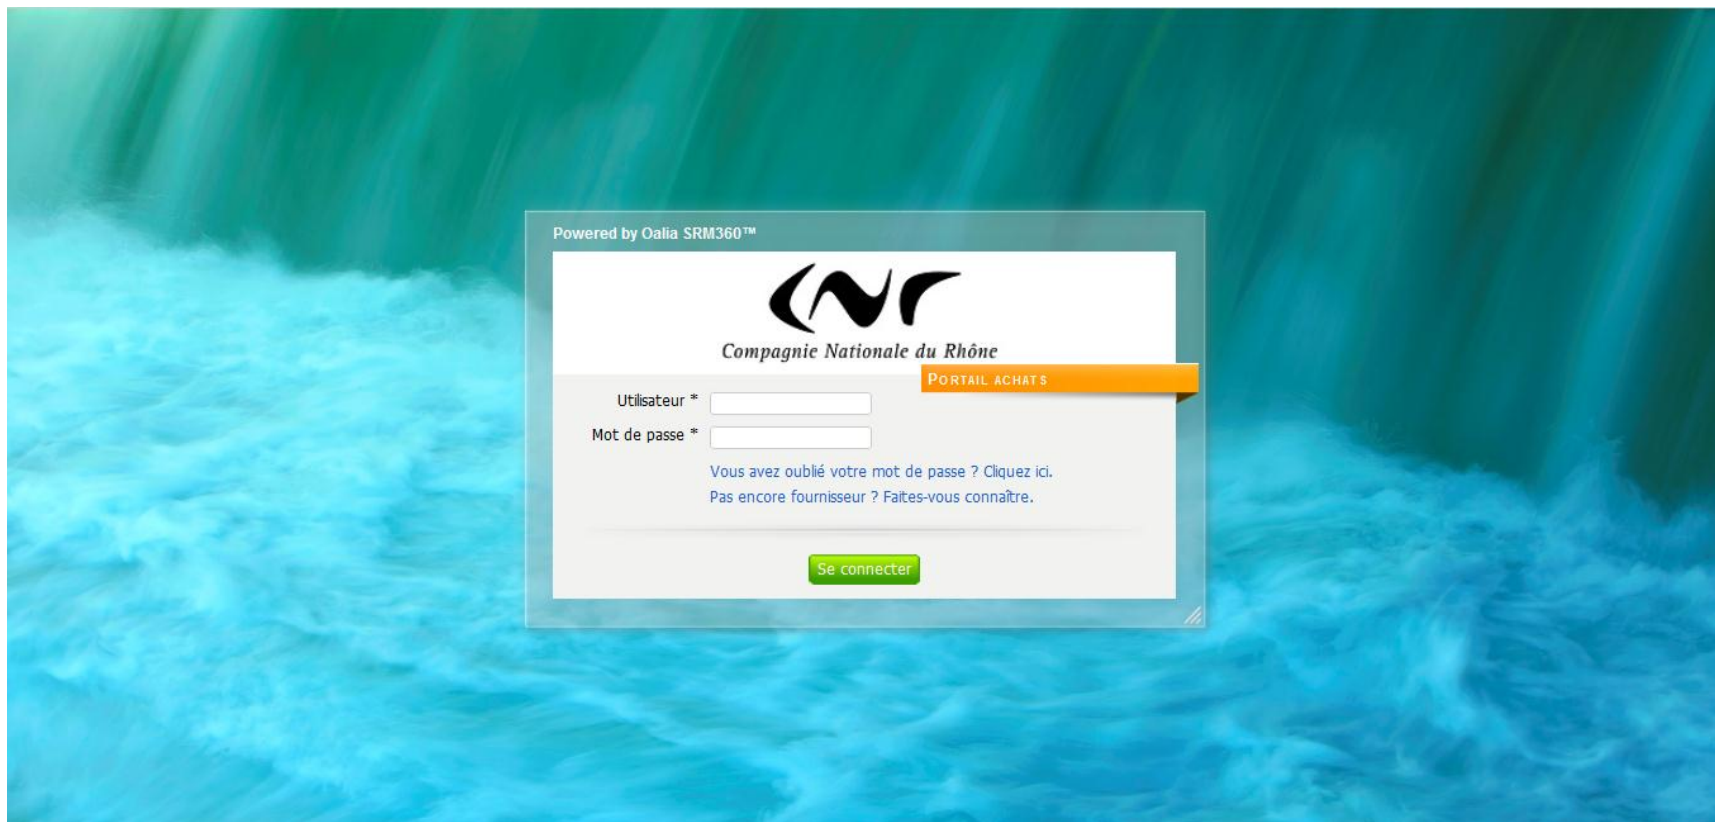 Powered by Oalia SRM360™
cnr
Compagnie Nationale du Rhône
PORTAIL ACHATS
Utilisateur *
Mot de passe *
Vous avez oublié votre mot de passe ? Cliquez ici.
Pas encore fournisseur ? Faites-vous connaître.
Se connecter